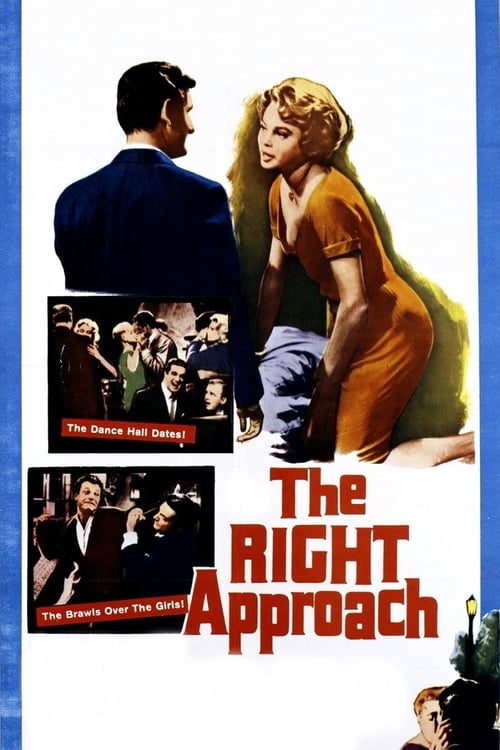 The Dance Hall Dates!
The Brawls Over The Girls!
The
RIGHT
Approach